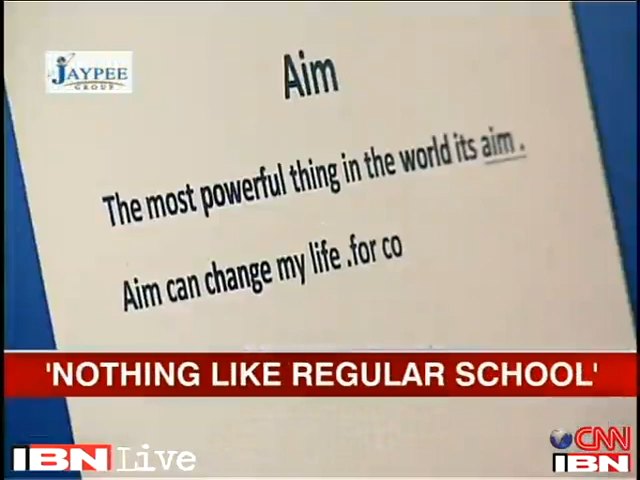 JAYPEE
GROUP
Aim
The most powerful thing in the world its aim .
Aim can change my life .for co
'NOTHING LIKE REGULAR SCHOOL'
IBN Live
CNN
IBN